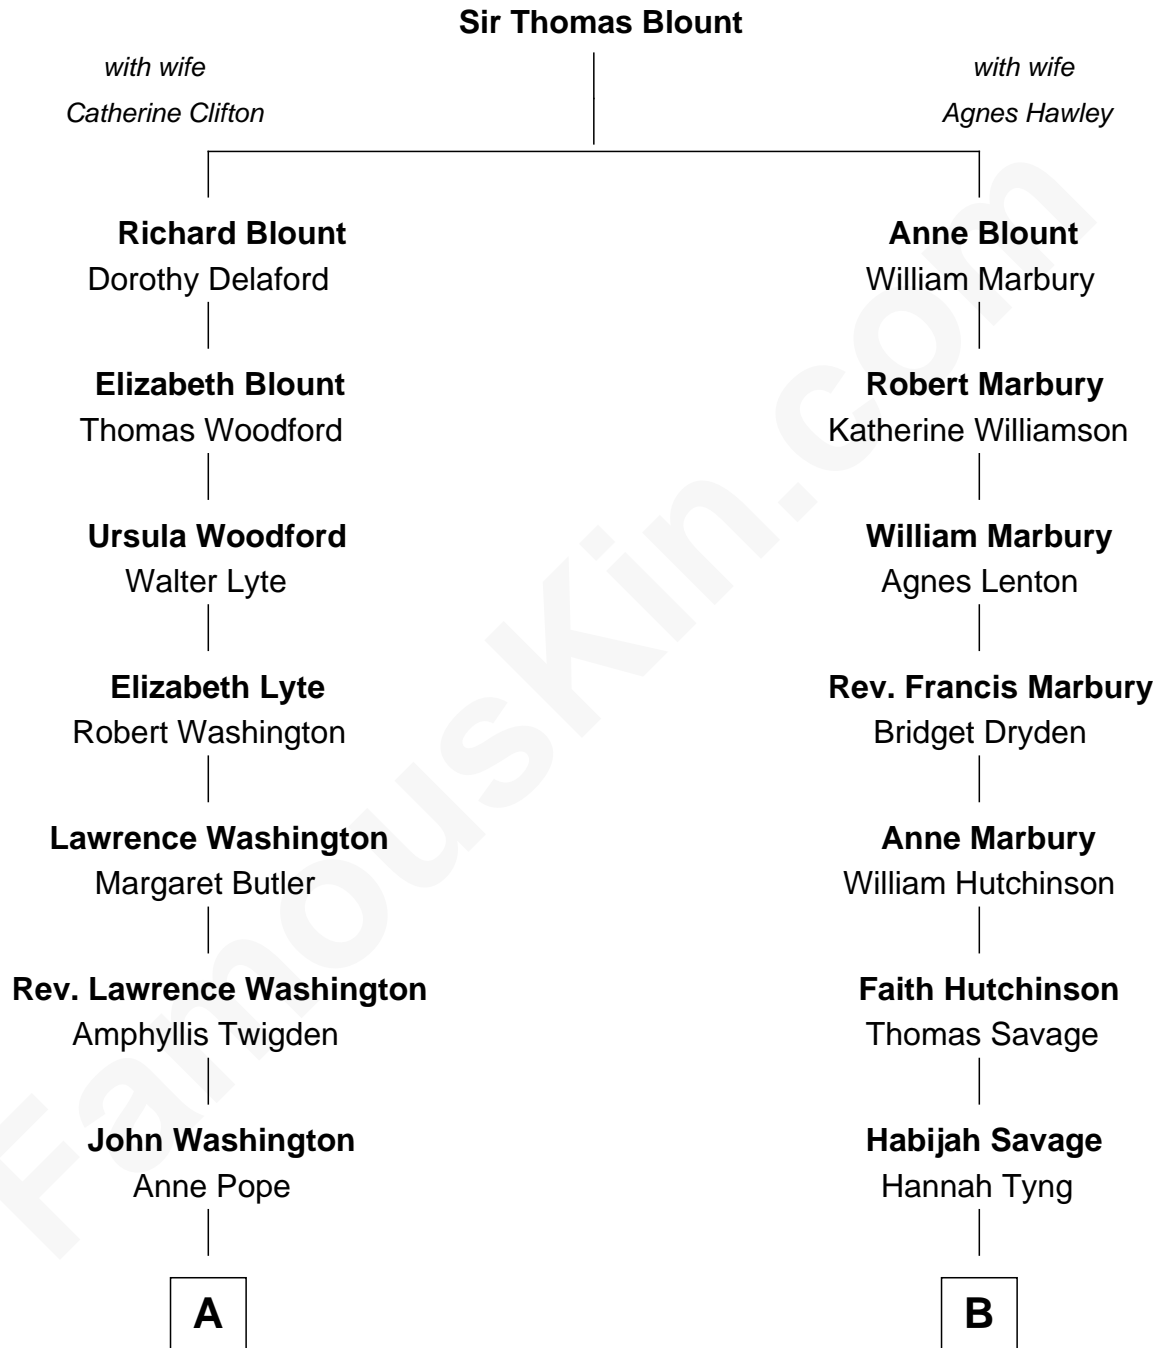 Sir Thomas Blount
with wife
Catherine Clifton
with wife
Agnes Hawley
Richard Blount
Dorothy Delaford
Anne Blount
William Marbury
Elizabeth Blount
Thomas Woodford
Robert Marbury
Katherine Williamson
Ursula Woodford
Walter Lyte
William Marbury
Agnes Lenton
Elizabeth Lyte
Robert Washington
Rev. Francis Marbury
Bridget Dryden
Lawrence Washington
Margaret Butler
Anne Marbury
William Hutchinson
Rev. Lawrence Washington
Amphyllis Twigden
Faith Hutchinson
Thomas Savage
John Washington
Anne Pope
Habijah Savage
Hannah Tyng
A
B
FamousKin.com